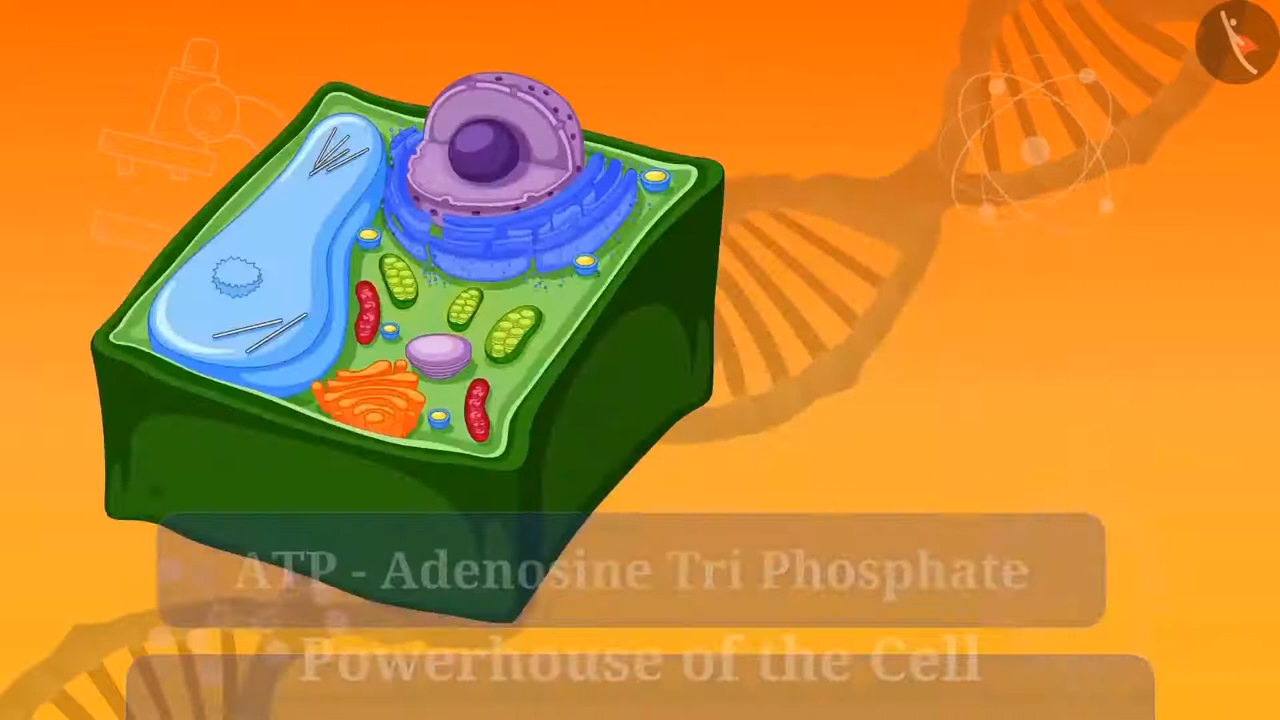 ATP - Adenosine Tri Phosphate
Powerhouse of the Cell